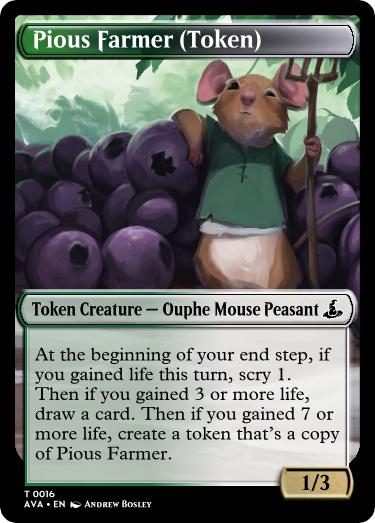 Pious Farmer (Token)
Token Creature — Ouphe Mouse Peasant
At the beginning of your end step, if
you gained life this turn, scry 1.
Then if you gained 3 or more life,
draw a card. Then if you gained 7 or
more life, create a token that's a copy
of Pious Farmer.
1/3
T 0016
AVA • EN Andrew Bosley